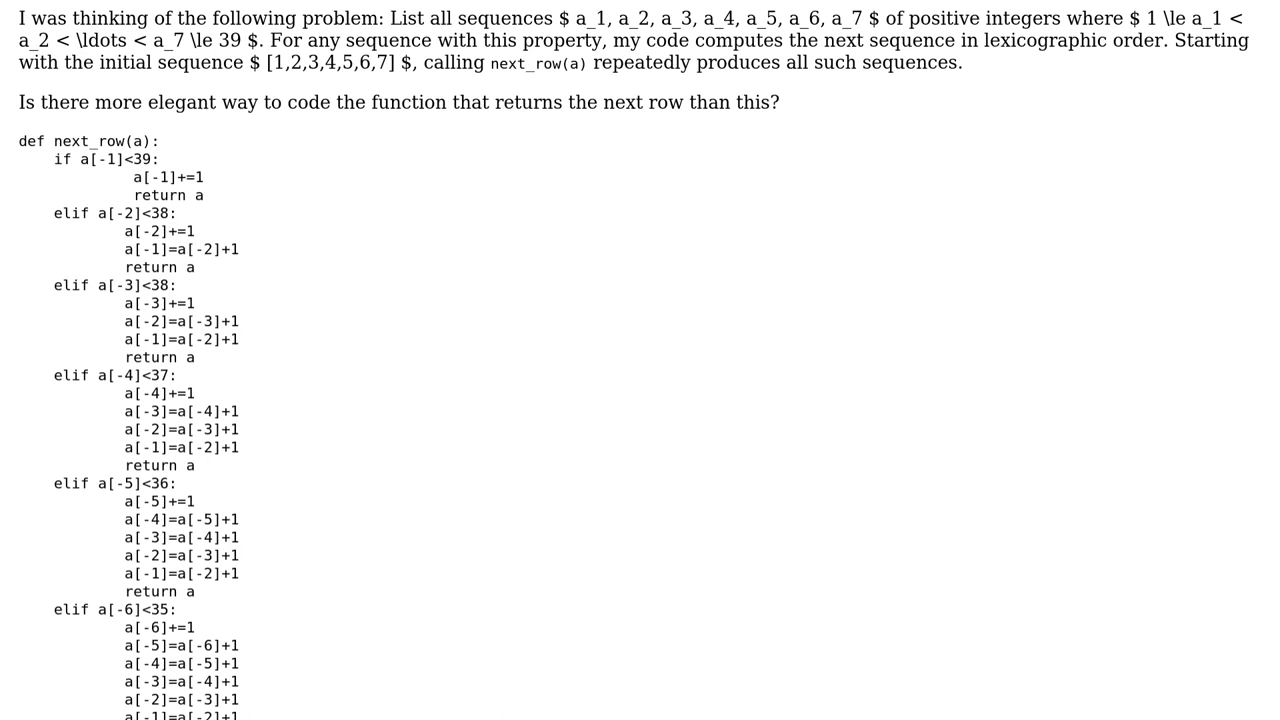 I was thinking of the following problem: List all sequences $ a_1, a_2, a_3, a_4, a_5, a_6, a_7 $ of positive integers where $ 1 \le a_1 <
a_2 < \ldots < a_7 \le 39 $. For any sequence with this property, my code computes the next sequence in lexicographic order. Starting
with the initial sequence $ [1,2,3,4,5,6,7] $, calling next_row(a) repeatedly produces all such sequences.
Is there more elegant way to code the function that returns the next row than this?
def next_row(a):
    if a[-1]<39:
             a[-1]+=1
             return a
    elif a[-2]<38:
            a[-2]+=1
            a[-1]=a[-2]+1
            return a
    elif a[-3]<38:
            a[-3]+=1
            a[-2]=a[-3]+1
            a[-1]=a[-2]+1
            return a
    elif a[-4]<37:
            a[-4]+=1
            a[-3]=a[-4]+1
            a[-2]=a[-3]+1
            a[-1]=a[-2]+1
            return a
    elif a[-5]<36:
            a[-5]+=1
            a[-4]=a[-5]+1
            a[-3]=a[-4]+1
            a[-2]=a[-3]+1
            a[-1]=a[-2]+1
            return a
    elif a[-6]<35:
            a[-6]+=1
            a[-5]=a[-6]+1
            a[-4]=a[-5]+1
            a[-3]=a[-4]+1
            a[-2]=a[-3]+1
            a[-1]=a[-2]+1